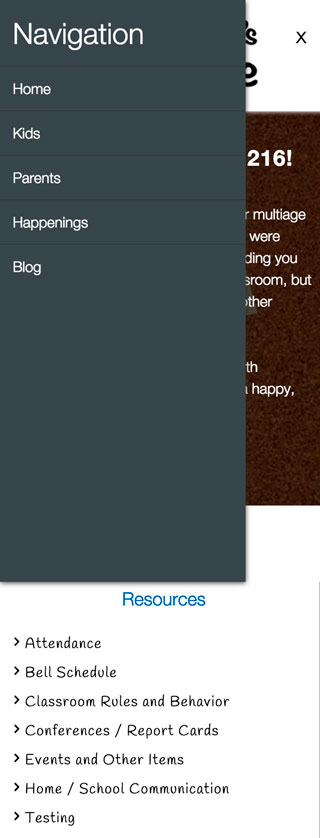 Navigation
's
X
Home
Kids
216!
Parents
multiage
Happenings
were
ding you
Blog
sroom, but
other
th
a happy,
Resources
Attendance
Bell Schedule
Classroom Rules and Behavior
Conferences / Report Cards
Events and Other Items
Home / School Communication
Testing